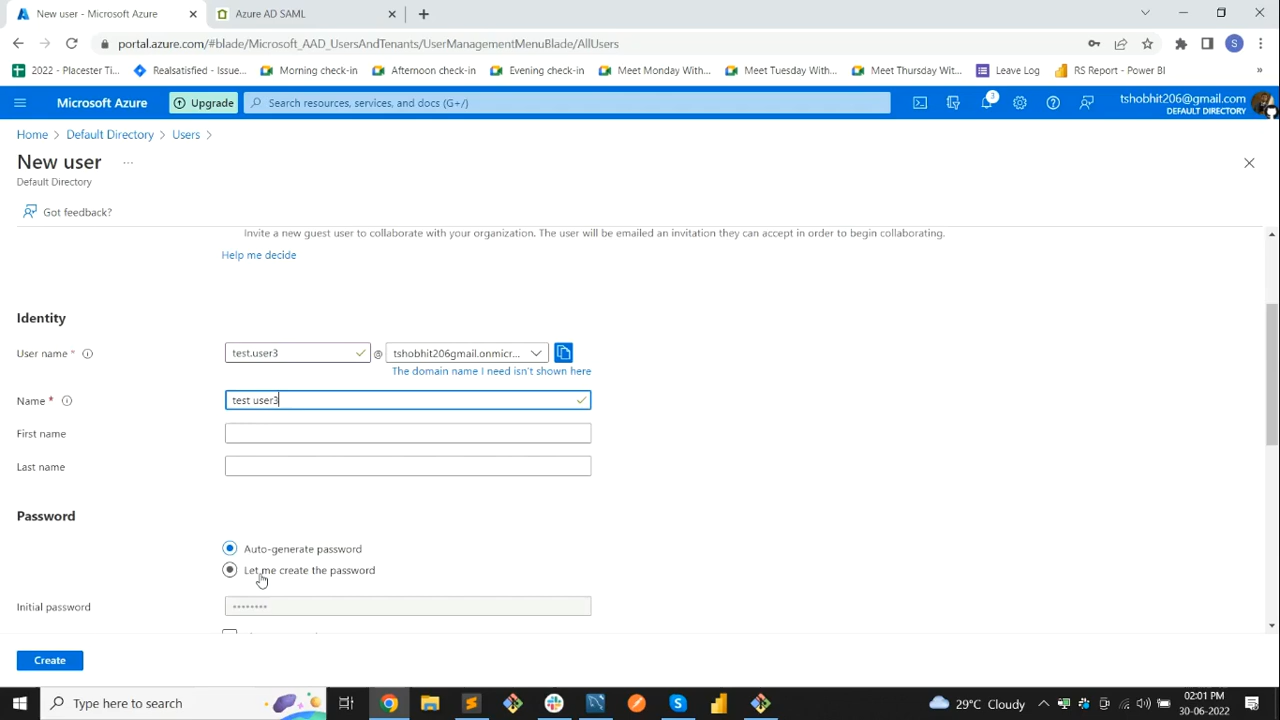 New user - Microsoft Azure
Azure AD SAML
portal.azure.com/#blade/Microsoft_AAD_UsersAndTenants/UserManagementMenuBlade/AllUsers
S
2022 - Placester Ti...
Realsatisfied - Issue...
Morning check-in
Afternoon check-in
Evening check-in
Meet Monday With...
Meet Tuesday With...
Meet Thursday Wit...
Leave Log
RS Report - Power BI
»
Microsoft Azure
Upgrade
Search resources, services, and docs (G+/)
3
tshobhit206@gmail.com
DEFAULT DIRECTORY
Home > Default Directory > Users >
New user ...
Default Directory
Got feedback?
Invite a new guest user to collaborate with your organization. The user will be emailed an invitation they can accept in order to begin collaborating.
Help me decide
Identity
User name *
test.user3
@
tshobhit206gmail.onmicr...
The domain name I need isn't shown here
Name *
test user3
First name
Last name
Password
Auto-generate password
Let me create the password
Initial password
••••••••
Create
Type here to search
29°C Cloudy
02:01 PM
30-06-2022